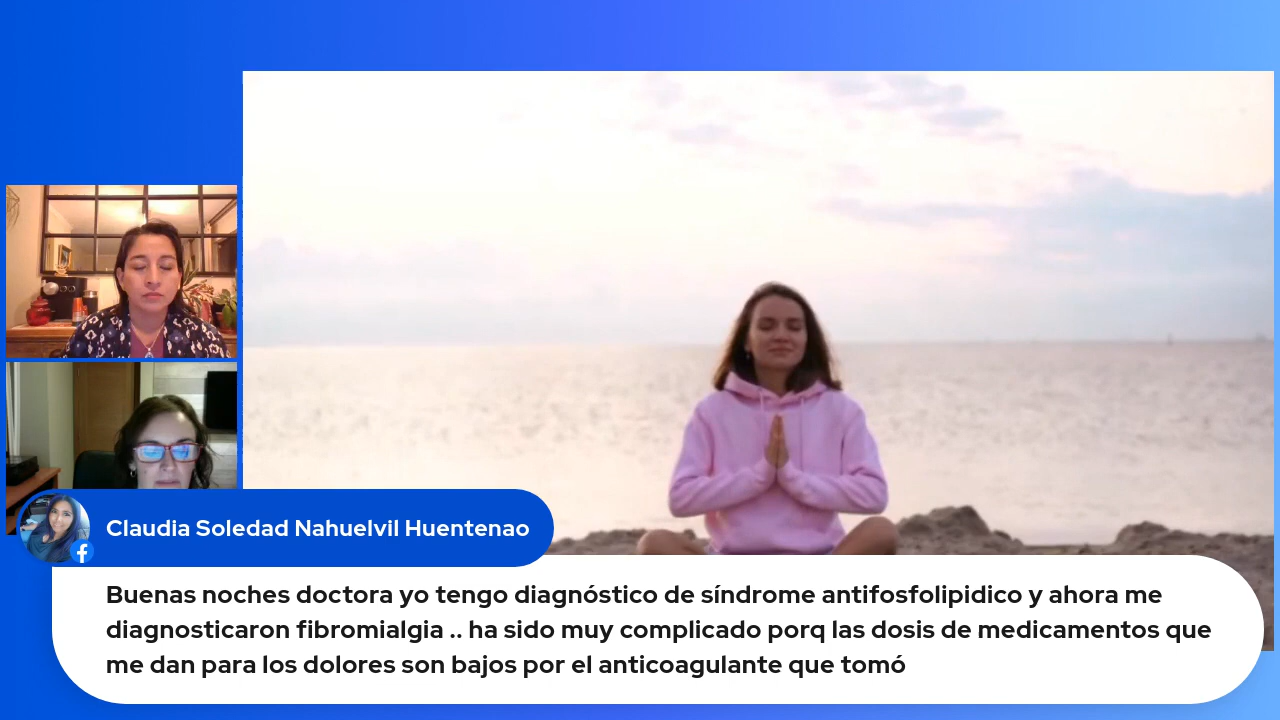 Claudia Soledad Nahuelvil Huentenao
Buenas noches doctora yo tengo diagnóstico de síndrome antifosfolipidico y ahora me
diagnosticaron fibromialgia .. ha sido muy complicado porq las dosis de medicamentos que
me dan para los dolores son bajos por el anticoagulante que tomó